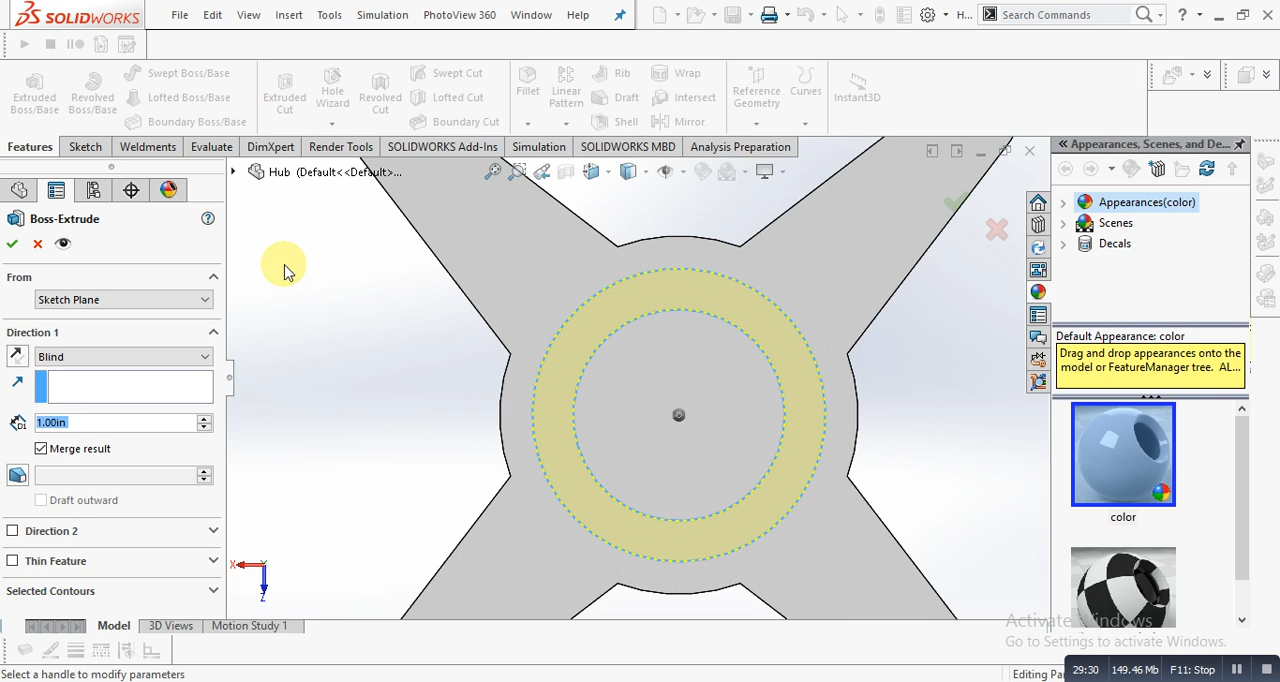 SOLIDWORKS File Edit View Insert Tools Simulation PhotoView 360 Window Help H... Search Commands ?
Extruded Boss/Base Revolved Boss/Base Swept Boss/Base Lofted Boss/Base Boundary Boss/Base
Extruded Cut Hole Wizard Revolved Cut Swept Cut Lofted Cut Boundary Cut
Fillet Linear Pattern Rib Draft Shell Wrap Intersect Mirror
Reference Geometry Curves Instant3D
Features Sketch Weldments Evaluate DimXpert Render Tools SOLIDWORKS Add-Ins Simulation SOLIDWORKS MBD Analysis Preparation
Hub (Default<<Default>...
Boss-Extrude ?
From
Sketch Plane
Direction 1
Blind
D1 1.00in
Merge result
Draft outward
Direction 2
Thin Feature
Selected Contours
X
Z
« Appearances, Scenes, and De...
Appearances(color)
Scenes
Decals
Default Appearance: color
Drag and drop appearances onto the
model or FeatureManager tree. AL...
color
Activate Windows
Go to Settings to activate Windows.
Model 3D Views Motion Study 1
Select a handle to modify parameters
Editing Pa
29:30 149.46 Mb F11: Stop